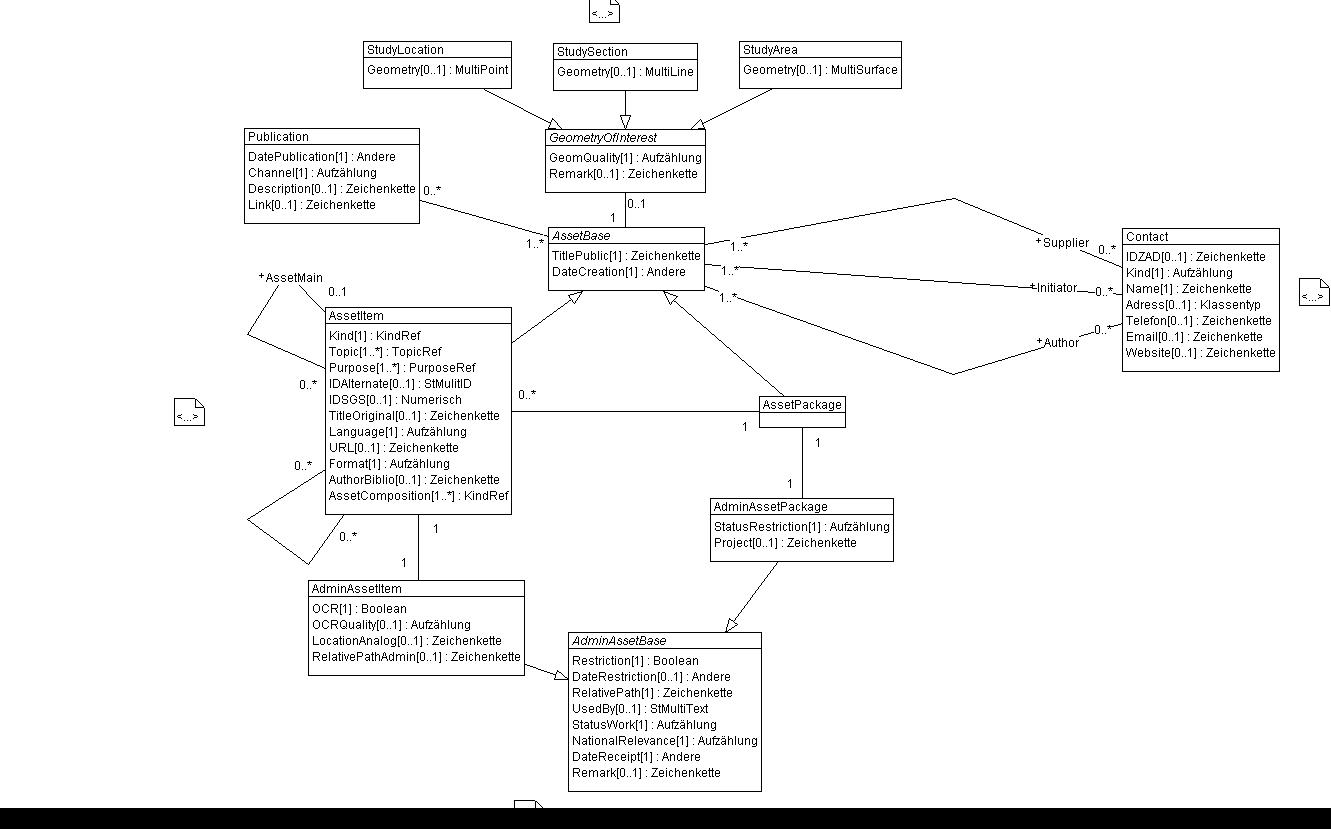 <...>
StudyLocation
Geometry[0..1] : MultiPoint
StudySection
Geometry[0..1] : MultiLine
StudyArea
Geometry[0..1] : MultiSurface
Publication
DatePublication[1] : Andere
Channel[1] : Aufzählung
Description[0..1] : Zeichenkette
Link[0..1] : Zeichenkette
0..*
1..*
GeometryOfInterest
GeomQuality[1] : Aufzählung
Remark[0..1] : Zeichenkette
0..1
1
AssetBase
TitlePublic[1] : Zeichenkette
DateCreation[1] : Andere
1..*
1..*
1..*
+Supplier
0..*
+Initiator
0..*
+Author
0..*
Contact
IDZAD[0..1] : Zeichenkette
Kind[1] : Aufzählung
Name[1] : Zeichenkette
Adress[0..1] : Klassentyp
Telefon[0..1] : Zeichenkette
Email[0..1] : Zeichenkette
Website[0..1] : Zeichenkette
<...>
+AssetMain
0..1
0..*
AssetItem
Kind[1] : KindRef
Topic[1..*] : TopicRef
Purpose[1..*] : PurposeRef
IDAlternate[0..1] : StMulitID
IDSGS[0..1] : Numerisch
TitleOriginal[0..1] : Zeichenkette
Language[1] : Aufzählung
URL[0..1] : Zeichenkette
Format[1] : Aufzählung
AuthorBiblio[0..1] : Zeichenkette
AssetComposition[1..*] : KindRef
<...>
0..*
0..*
0..*
1
AssetPackage
1
1
AdminAssetPackage
StatusRestriction[1] : Aufzählung
Project[0..1] : Zeichenkette
1
1
AdminAssetItem
OCR[1] : Boolean
OCRQuality[0..1] : Aufzählung
LocationAnalog[0..1] : Zeichenkette
RelativePathAdmin[0..1] : Zeichenkette
AdminAssetBase
Restriction[1] : Boolean
DateRestriction[0..1] : Andere
RelativePath[1] : Zeichenkette
UsedBy[0..1] : StMultiText
StatusWork[1] : Aufzählung
NationalRelevance[1] : Aufzählung
DateReceipt[1] : Andere
Remark[0..1] : Zeichenkette